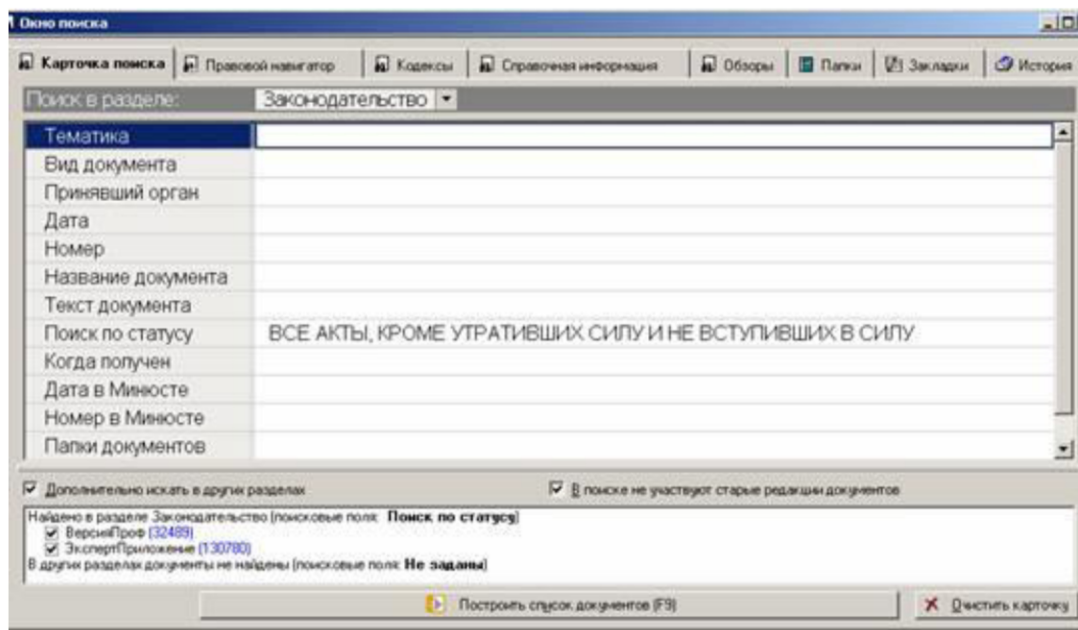 Окно поиска
Карточка поиска Правовой навигатор Кодексы Справочная информация Обзоры Папки Закладки История
Поиск в разделе: Законодательство
Тематика
Вид документа
Принявший орган
Дата
Номер
Название документа
Текст документа
Поиск по статусу ВСЕ АКТЫ, КРОМЕ УТРАТИВШИХ СИЛУ И НЕ ВСТУПИВШИХ В СИЛУ
Когда получен
Дата в Минюсте
Номер в Минюсте
Папки документов
Дополнительно искать в других разделах В поиске не участвуют старые редакции документов
Найдено в разделе Законодательство (поисковые поля: Поиск по статусу)
ВерсияПроф (32489)
ЭкспертПриложение (130780)
В других разделах документы не найдены (поисковые поля: Не заданы)
Построить список документов (F9) Очистить карточку